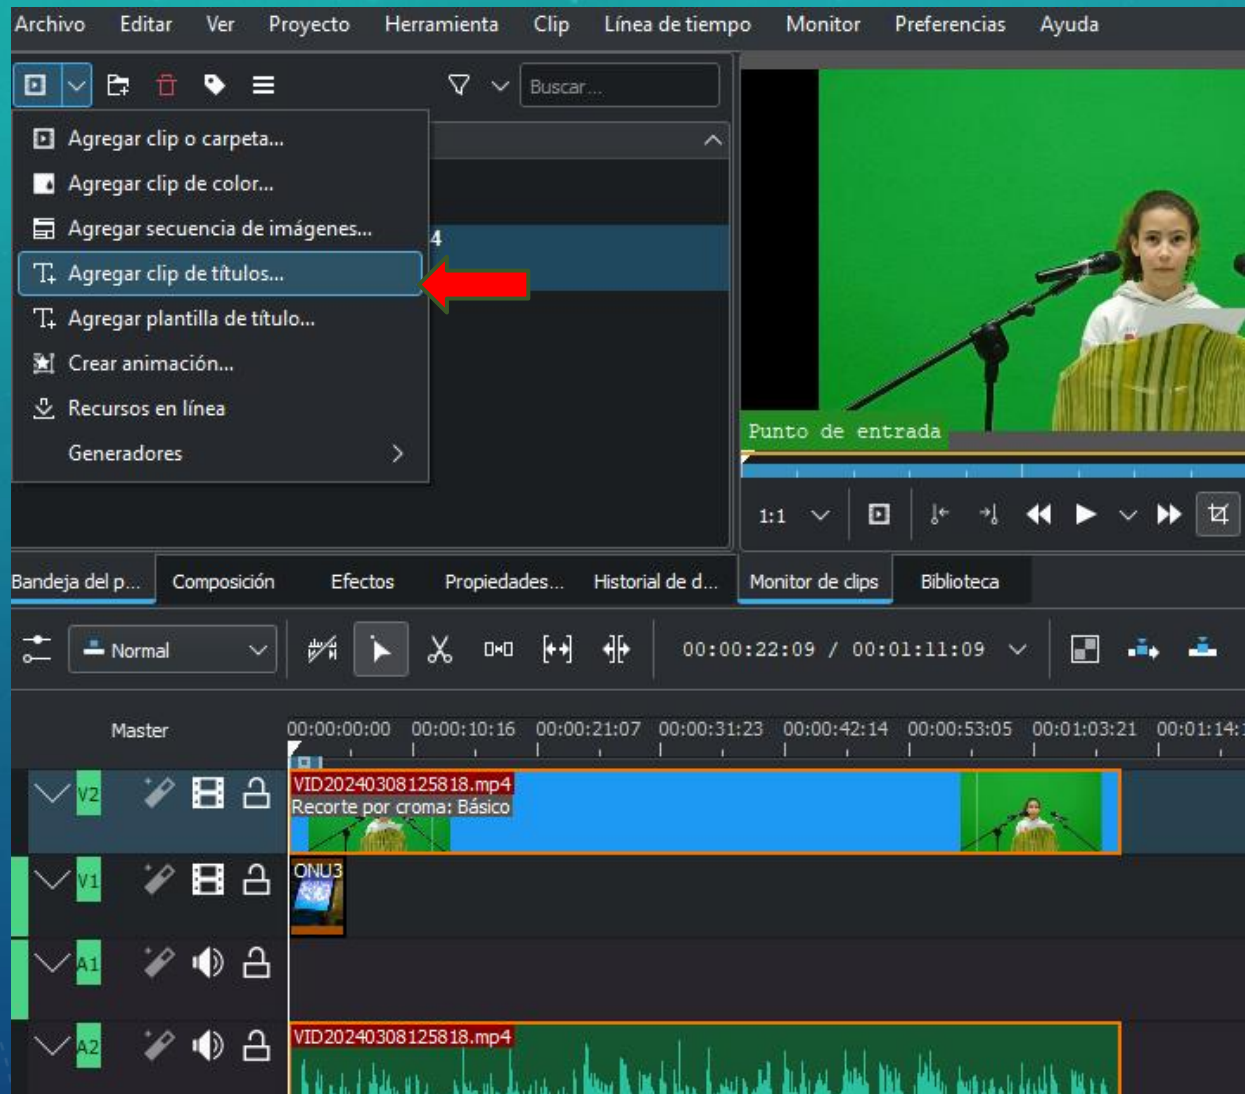 Archivo Editar Ver Proyecto Herramienta Clip Línea de tiempo Monitor Preferencias Ayuda
Buscar...
Agregar clip o carpeta...
Agregar clip de color...
Agregar secuencia de imágenes...
4
Agregar clip de títulos...
Agregar plantilla de título...
Crear animación...
Recursos en línea
Generadores
Punto de entrada
1:1
Bandeja del p... Composición Efectos Propiedades... Historial de d... Monitor de clips Biblioteca
Normal 00:00:22:09 / 00:01:11:09
Master 00:00:00:00 00:00:10:16 00:00:21:07 00:00:31:23 00:00:42:14 00:00:53:05 00:01:03:21 00:01:14:
V2 VID20240308125818.mp4
Recorte por croma: Básico
V1 ONU3
A1
A2 VID20240308125818.mp4